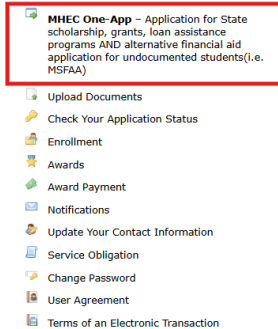 MHEC One-App – Application for State
scholarship, grants, loan assistance
programs AND alternative financial aid
application for undocumented students(i.e.
MSFAA)
Upload Documents
Check Your Application Status
Enrollment
Awards
Award Payment
Notifications
Update Your Contact Information
Service Obligation
Change Password
User Agreement
Terms of an Electronic Transaction